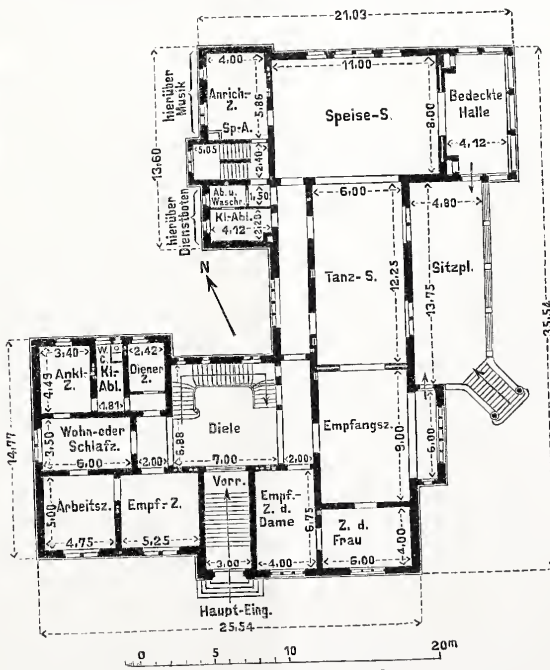 21,03
4,00
11,00
hierüber
Musik
Anrich-
Z.
5,86
Sp-A.
Speise-S.
8,00
Bedeckte
Halle
4,12
13,60
5,05
2,40
hierüber
Dienstboten
Ab. u.
Waschr.
1,50
Kl-Abl.
4,12
2,20
6,00
4,80
N
Tanz-S.
12,25
13,75
Sitzpl.
35,54
3,40
W.
C.
2,42
Ankl-
Z.
4,49
Kl-
Abl.
Diener
Z.
1,81
14,77
3,50
Wohn-oder
Schlafz.
6,00
2,00
6,88
Diele
7,00
2,00
Empfangsz.
9,00
6,00
Arbeitsz.
5,00
4,75
Empf.-Z.
5,25
Vorr.
3,00
Empf.-
Z. d.
Dame
6,75
4,00
Z. d.
Frau
4,00
6,00
Haupt-Eing.
25,54
0 5 10 20m